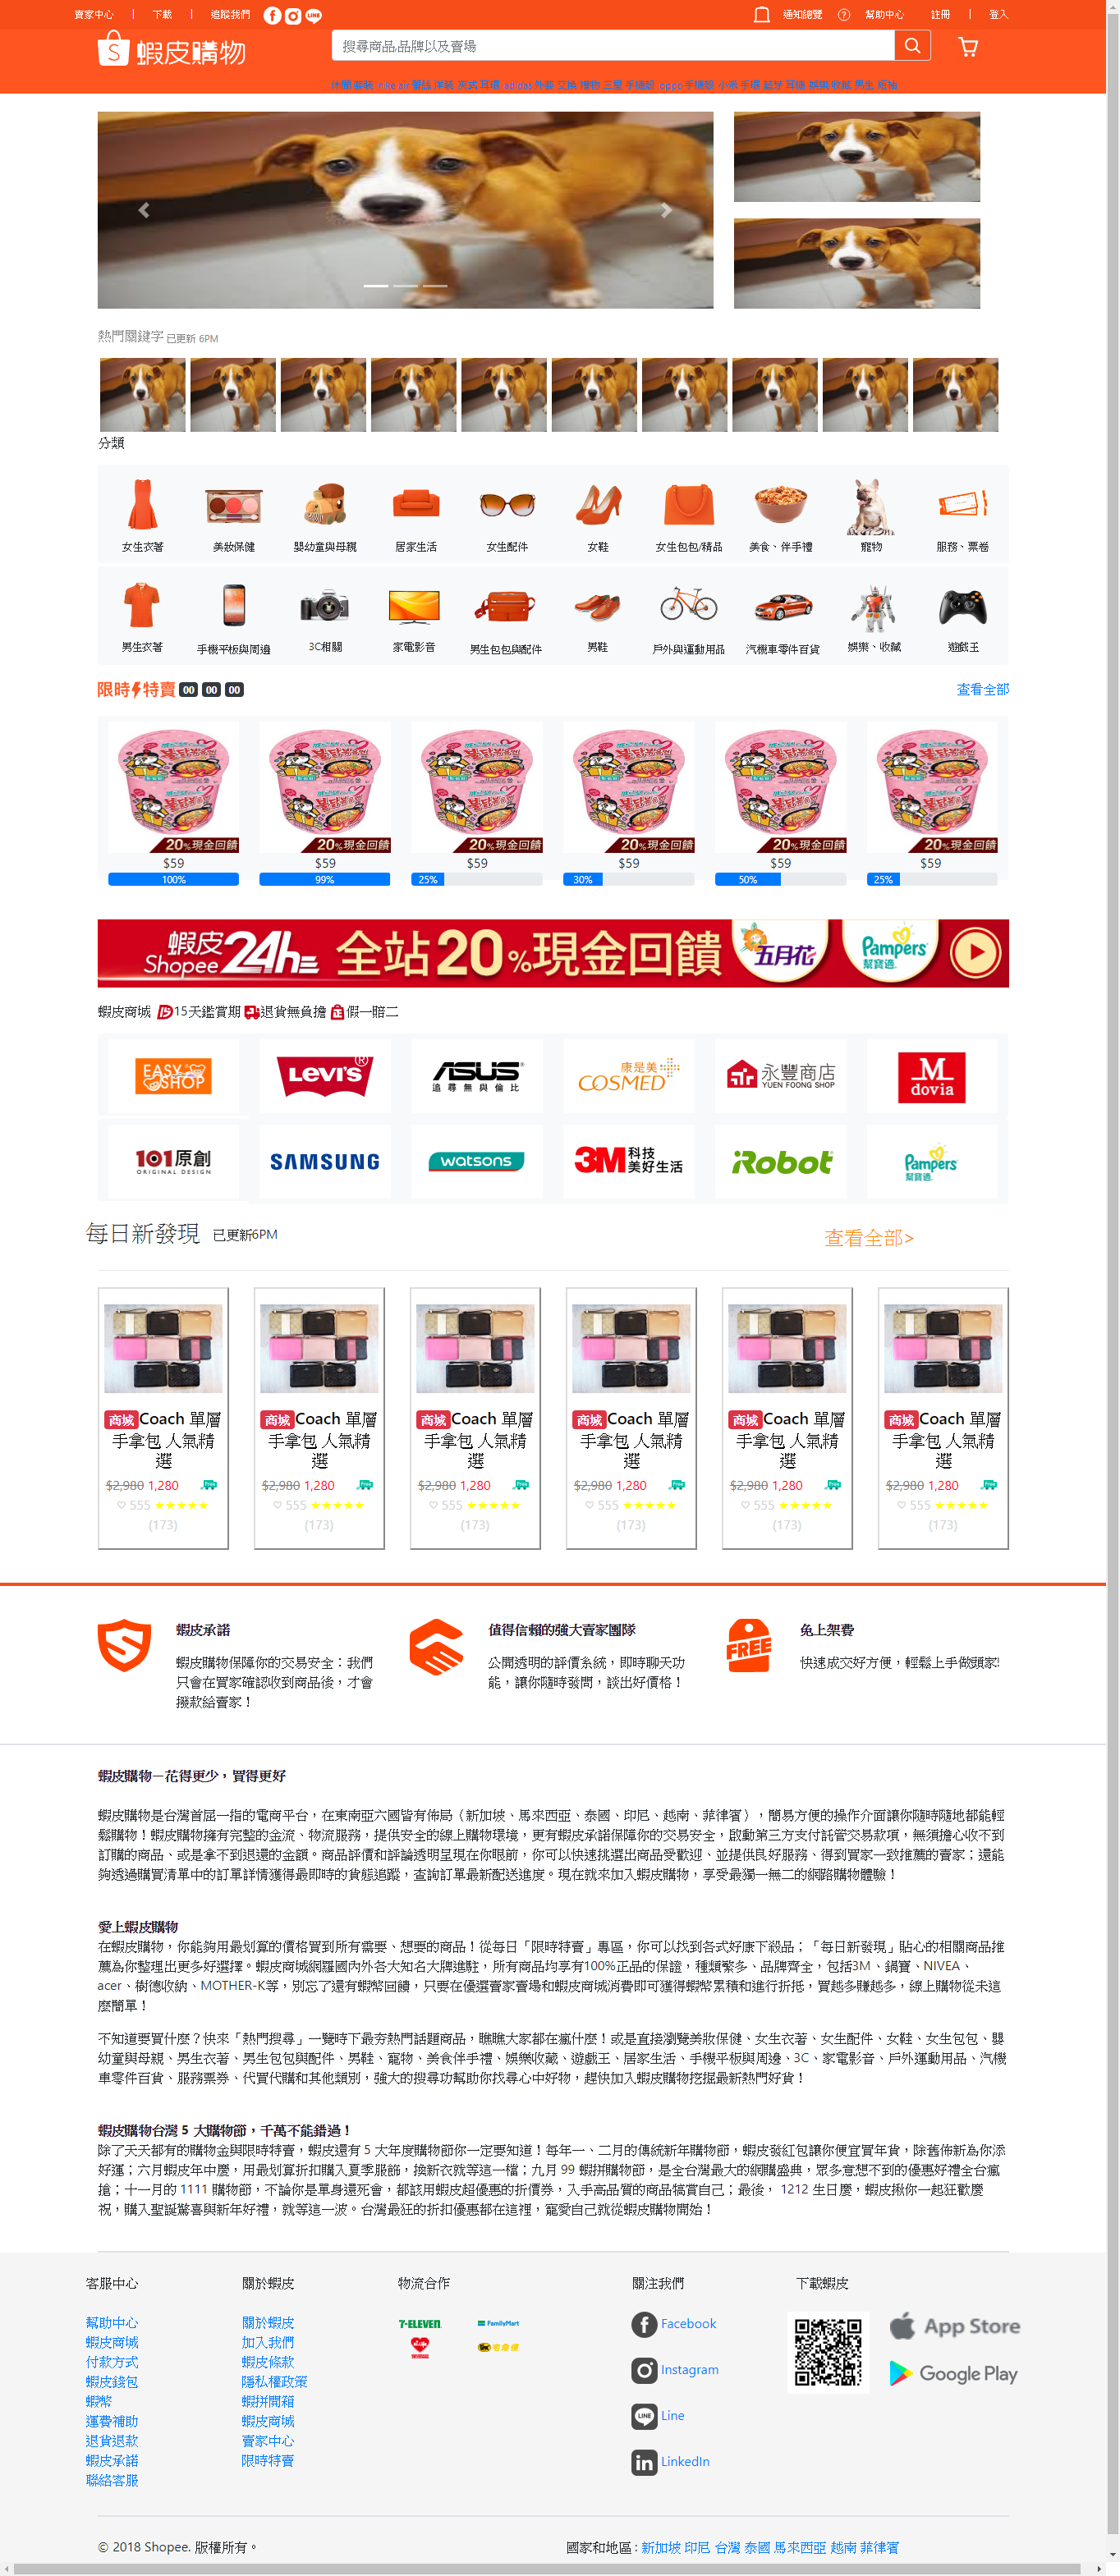 賣家中心 | 下載 | 追蹤我們
通知總覽 幫助中心 註冊 | 登入
蝦皮購物
搜尋商品,品牌以及賣場
熱門關鍵字 已更新 6PM
分類
女生衣著 美妝保健 嬰幼童與母親 居家生活 女生配件 女鞋 女生包包/精品 美食、伴手禮 寵物 服務、票卷
男生衣著 手機平板與周邊 3C相關 家電影音 男生包包與配件 男鞋 戶外與運動用品 汽機車零件百貨 娛樂、收藏 遊戲王
限時特賣 00 00 00 查看全部
20%現金回饋 20%現金回饋 20%現金回饋 20%現金回饋 20%現金回饋 20%現金回饋
$59 $59 $59 $59 $59 $59
100% 99% 25% 30% 50% 25%
蝦皮 Shopee 24h 全站20%現金回饋 五月花 Pampers 幫寶適
蝦皮商城 15天鑑賞期 退貨無負擔 假一賠二
EASY SHOP LEVI'S ASUS 追尋無與倫比 康是美 COSMED 永豐商店 YUEN FOONG SHOP M dovia
101原創 ORIGINAL DESIGN SAMSUNG watsons 3M 科技 美好生活 iRobot Pampers 幫寶適
每日新發現 已更新6PM 查看全部>
商城Coach 單層 商城Coach 單層 商城Coach 單層 商城Coach 單層 商城Coach 單層 商城Coach 單層
手拿包 人氣精 手拿包 人氣精 手拿包 人氣精 手拿包 人氣精 手拿包 人氣精 手拿包 人氣精
選 選 選 選 選 選
$2,980 1,280 $2,980 1,280 $2,980 1,280 $2,980 1,280 $2,980 1,280 $2,980 1,280
♡ 555 ★★★★★ ♡ 555 ★★★★★ ♡ 555 ★★★★★ ♡ 555 ★★★★★ ♡ 555 ★★★★★ ♡ 555 ★★★★★
(173) (173) (173) (173) (173) (173)
蝦皮承諾
蝦皮購物保障你的交易安全：我們
只會在買家確認收到商品後，才會
撥款給賣家！
值得信賴的強大賣家團隊
公開透明的評價系統，即時聊天功
能，讓你隨時發問，談出好價格！
FREE
免上架費
快速成交好方便，輕鬆上手做頭家!
蝦皮購物－花得更少，買得更好
蝦皮購物是台灣首屈一指的電商平台，在東南亞六國皆有佈局（新加坡、馬來西亞、泰國、印尼、越南、菲律賓），簡易方便的操作介面讓你隨時隨地都能輕
鬆購物！蝦皮購物擁有完整的金流、物流服務，提供安全的線上購物環境，更有蝦皮承諾保障你的交易安全，啟動第三方支付託管交易款項，無須擔心收不到
訂購的商品、或是拿不到退還的金額。商品評價和評論透明呈現在你眼前，你可以快速挑選出商品受歡迎、並提供良好服務、得到買家一致推薦的賣家；還能
夠透過購買清單中的訂單詳情獲得最即時的貨態追蹤，查詢訂單最新配送進度。現在就來加入蝦皮購物，享受最獨一無二的網路購物體驗！
愛上蝦皮購物
在蝦皮購物，你能夠用最划算的價格買到所有需要、想要的商品！從每日「限時特賣」專區，你可以找到各式好康下殺品；「每日新發現」貼心的相關商品推
薦為你整理出更多好選擇。蝦皮商城網羅國內外各大知名大牌進駐，所有商品均享有100%正品的保證，種類繁多、品牌齊全，包括3M、鍋寶、NIVEA、
acer、樹德收納、MOTHER-K等，別忘了還有蝦幣回饋，只要在優選賣家賣場和蝦皮商城消費即可獲得蝦幣累積和進行折抵，買越多賺越多，線上購物從未這
麼簡單！
不知道要買什麼？快來「熱門搜尋」一覽時下最夯熱門話題商品，瞧瞧大家都在瘋什麼！或是直接瀏覽美妝保健、女生衣著、女生配件、女鞋、女生包包、嬰
幼童與母親、男生衣著、男生包包與配件、男鞋、寵物、美食伴手禮、娛樂收藏、遊戲王、居家生活、手機平板與周邊、3C、家電影音、戶外運動用品、汽機
車零件百貨、服務票券、代買代購和其他類別，強大的搜尋功幫助你找尋心中好物，趕快加入蝦皮購物挖掘最新熱門好貨！
蝦皮購物台灣 5 大購物節，千萬不能錯過！
除了天天都有的購物金與限時特賣，蝦皮還有 5 大年度購物節你一定要知道！每年一、二月的傳統新年購物節，蝦皮發紅包讓你便宜買年貨，除舊佈新為你添
好運；六月蝦皮年中慶，用最划算折扣購入夏季服飾，換新衣就等這一檔；九月 99 蝦拼購物節，是全台灣最大的網購盛典，眾多意想不到的優惠好禮全台瘋
搶；十一月的 1111 購物節，不論你是單身還死會，都該用蝦皮超優惠的折價券，入手高品質的商品犒賞自己；最後， 1212 生日慶，蝦皮揪你一起狂歡慶
祝，購入聖誕驚喜與新年好禮，就等這一波。台灣最狂的折扣優惠都在這裡，寵愛自己就從蝦皮購物開始！
客服中心
幫助中心
蝦皮商城
付款方式
蝦皮錢包
蝦幣
運費補助
退貨退款
蝦皮承諾
聯絡客服
關於蝦皮
關於蝦皮
加入我們
蝦皮條款
隱私權政策
蝦拼開箱
蝦皮商城
賣家中心
限時特賣
物流合作
7-ELEVEN FamilyMart
宅急便
關注我們
Facebook
Instagram
Line
LinkedIn
下載蝦皮
App Store
Google Play
© 2018 Shopee. 版權所有。
國家和地區 : 新加坡 印尼 台灣 泰國 馬來西亞 越南 菲律賓